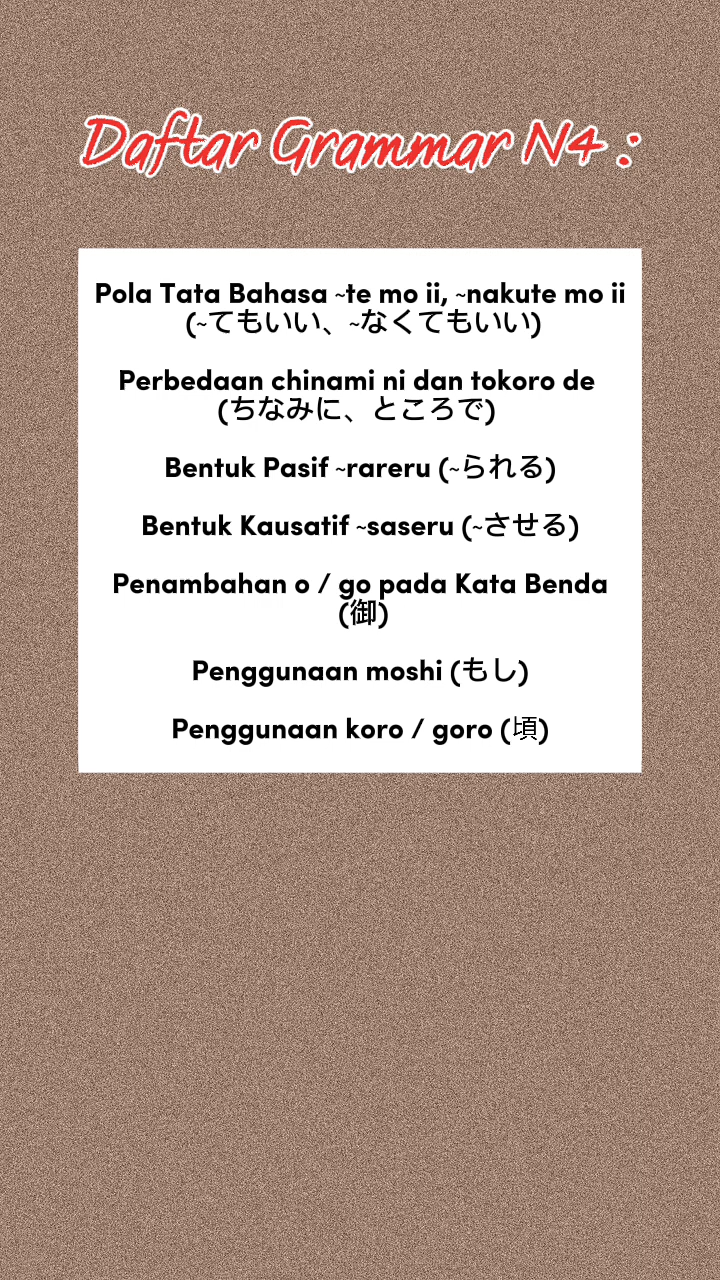 Daftar Grammar N4 :
Pola Tata Bahasa ~te mo ii, ~nakute mo ii
(~てもいい、~なくてもいい)
Perbedaan chinami ni dan tokoro de
(ちなみに、ところで)
Bentuk Pasif ~rareru (~られる)
Bentuk Kausatif ~saseru (~させる)
Penambahan o / go pada Kata Benda
(御)
Penggunaan moshi (もし)
Penggunaan koro / goro (頃)